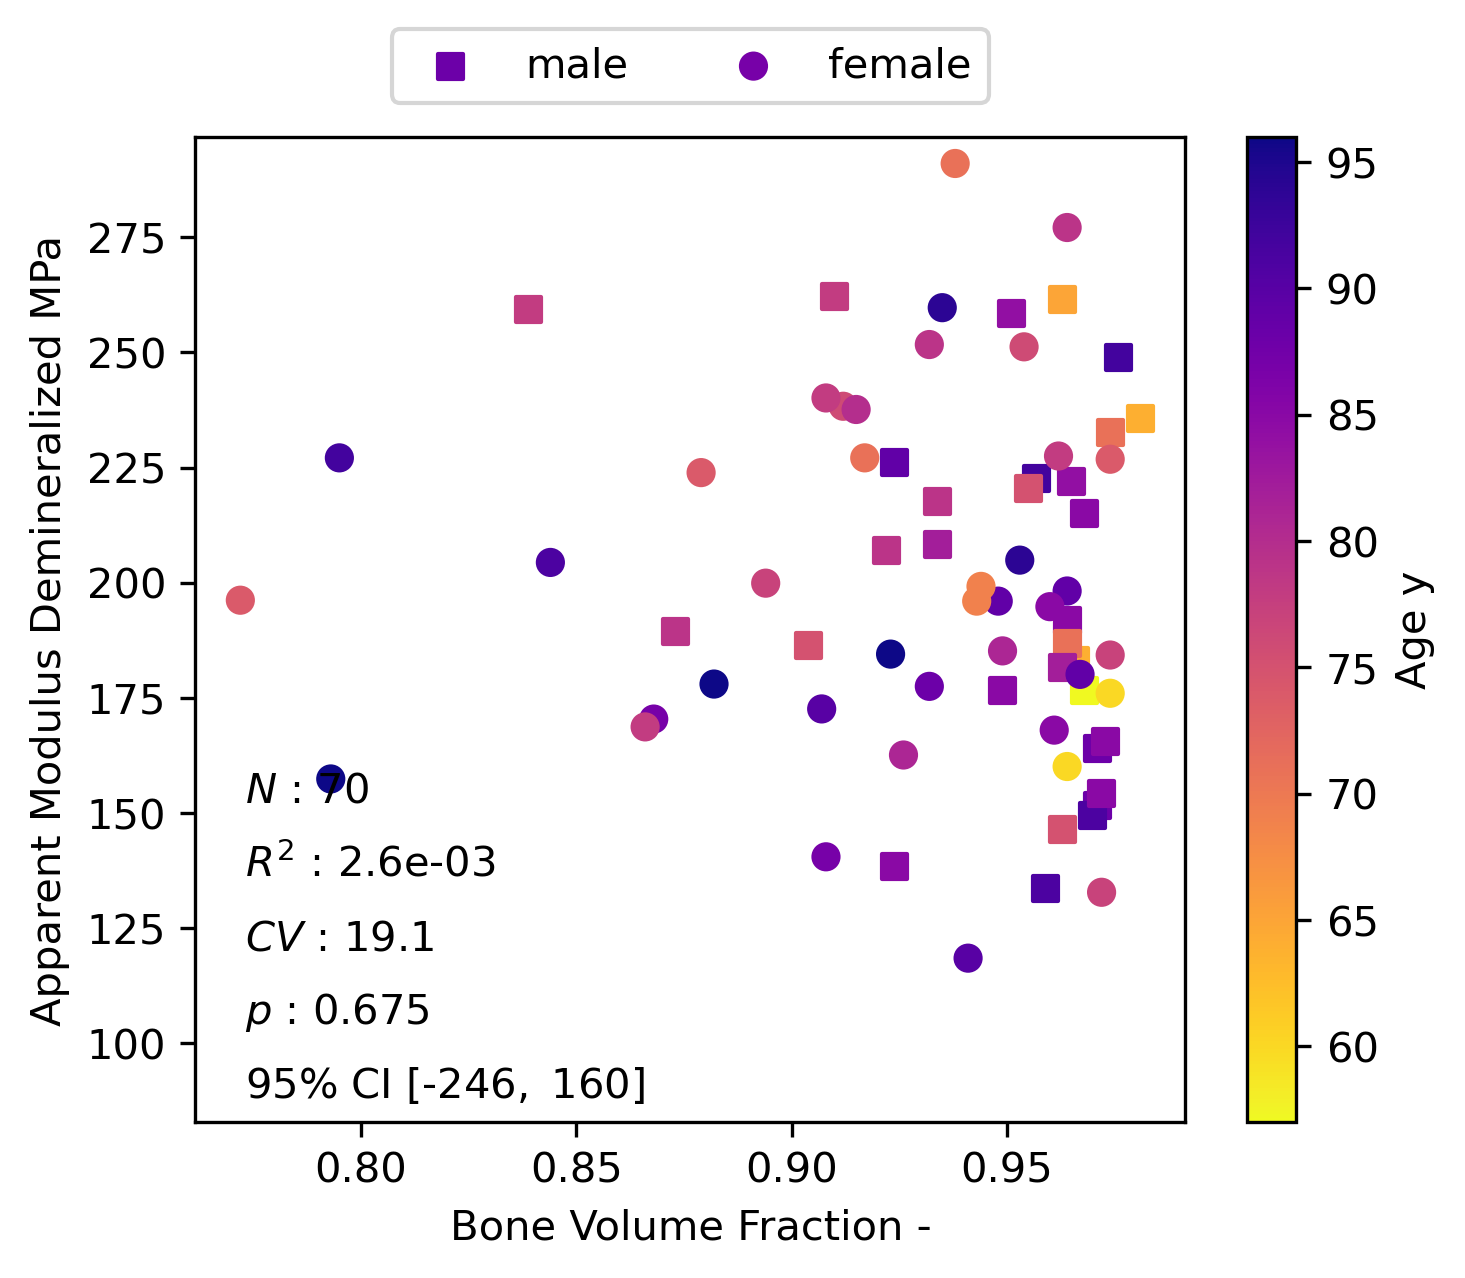 male female
275
250
225
200
175
150
125
100
Apparent Modulus Demineralized MPa
N : 70
R² : 2.6e-03
CV : 19.1
p : 0.675
95% CI [-246, 160]
0.80 0.85 0.90 0.95
Bone Volume Fraction -
95
90
85
80
75
70
65
60
Age y